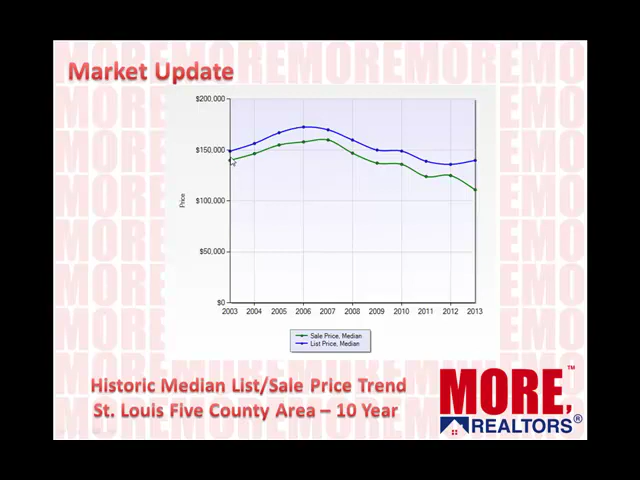 Market Update
$200,000
$150,000
$100,000
$50,000
$0
Price
2003 2004 2005 2006 2007 2008 2009 2010 2011 2012 2013
Sale Price, Median
List Price, Median
Historic Median List/Sale Price Trend
St. Louis Five County Area – 10 Year
MORE, ™
REALTORS®